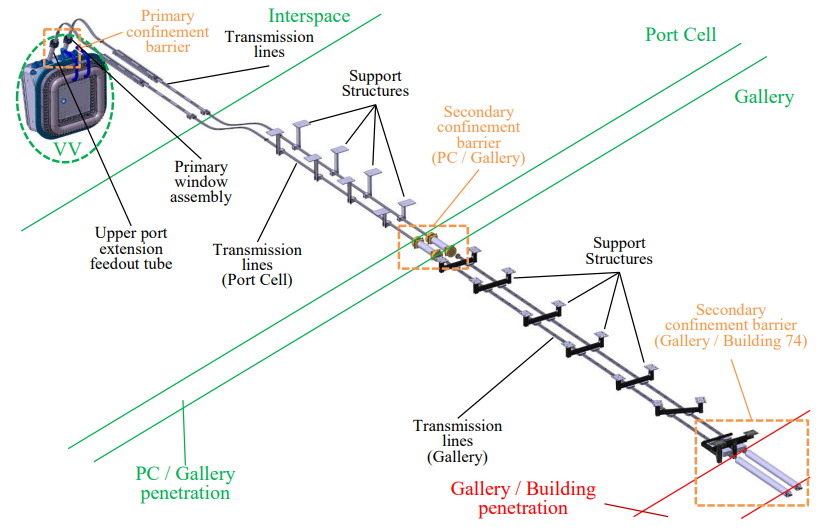 Primary
confinement
barrier
Interspace
Transmission
lines
Port Cell
Support
Structures
Gallery
Secondary
confinement
barrier
(PC / Gallery)
VV
Primary
window
assembly
Upper port
extension
feedout tube
Transmission
lines
(Port Cell)
Support
Structures
Secondary
confinement barrier
(Gallery / Building 74)
Transmission
lines
(Gallery)
PC / Gallery
penetration
Gallery / Building
penetration